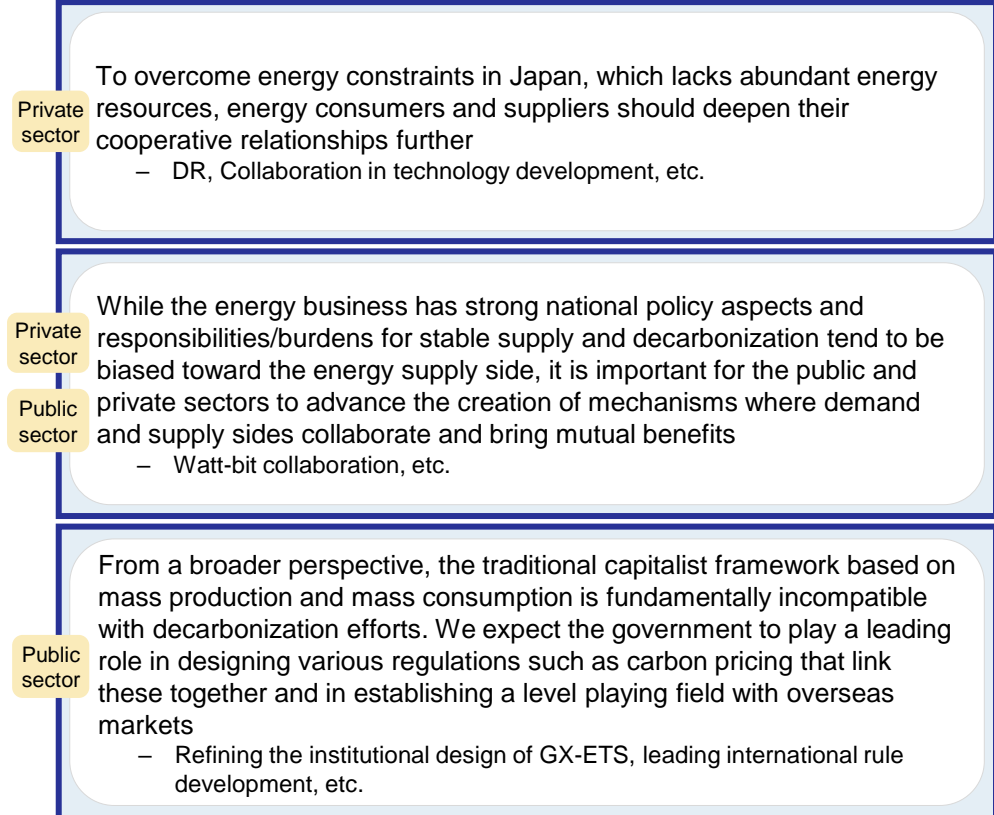 Private
sector
To overcome energy constraints in Japan, which lacks abundant energy
resources, energy consumers and suppliers should deepen their
cooperative relationships further
– DR, Collaboration in technology development, etc.
Private
sector
Public
sector
While the energy business has strong national policy aspects and
responsibilities/burdens for stable supply and decarbonization tend to be
biased toward the energy supply side, it is important for the public and
private sectors to advance the creation of mechanisms where demand
and supply sides collaborate and bring mutual benefits
– Watt-bit collaboration, etc.
Public
sector
From a broader perspective, the traditional capitalist framework based on
mass production and mass consumption is fundamentally incompatible
with decarbonization efforts. We expect the government to play a leading
role in designing various regulations such as carbon pricing that link
these together and in establishing a level playing field with overseas
markets
– Refining the institutional design of GX-ETS, leading international rule
development, etc.